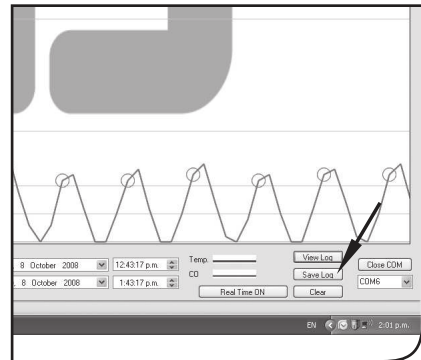 Temp.
CO
View Log
Save Log
Close COM
8 October 2008
12:43:17 p.m.
8 October 2008
1:43:17 p.m.
Real Time ON
Clear
COM6
EN
2:01 p.m.